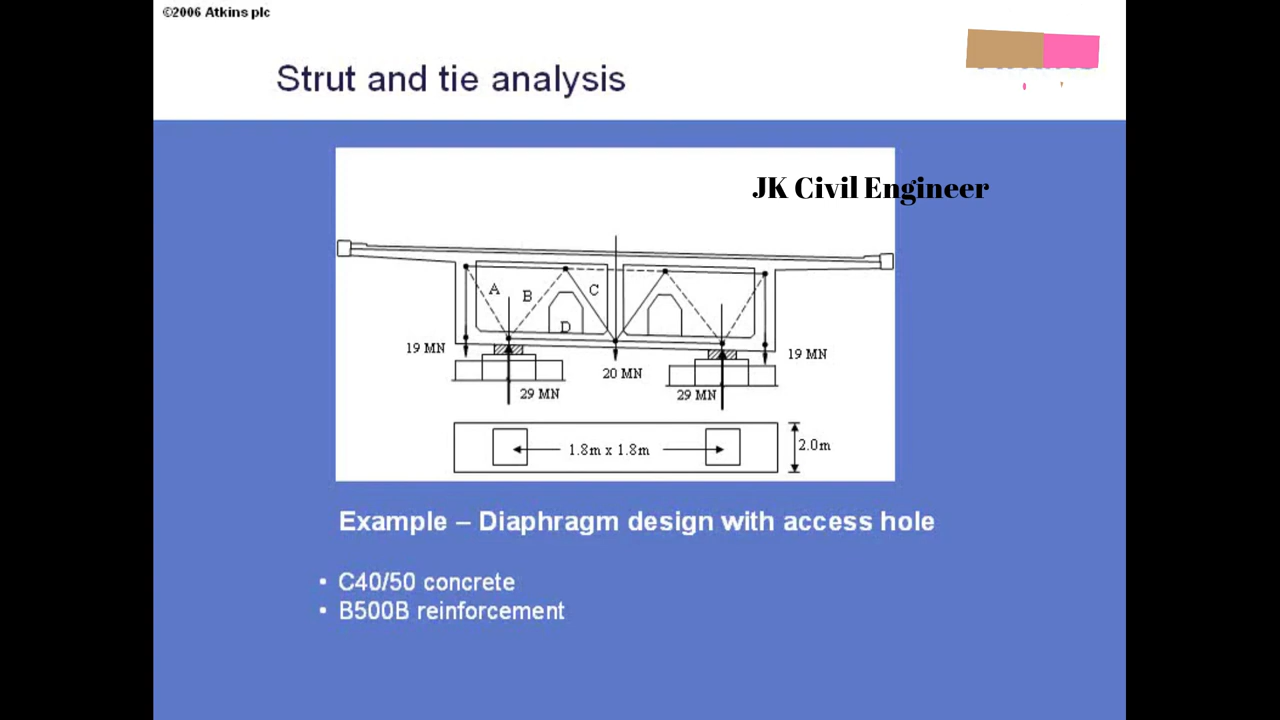 ©2006 Atkins plc
Strut and tie analysis
JK Civil Engineer
A
B
C
D
19 MN
20 MN
19 MN
29 MN
29 MN
1.8m x 1.8m
2.0m
Example – Diaphragm design with access hole
• C40/50 concrete
• B500B reinforcement